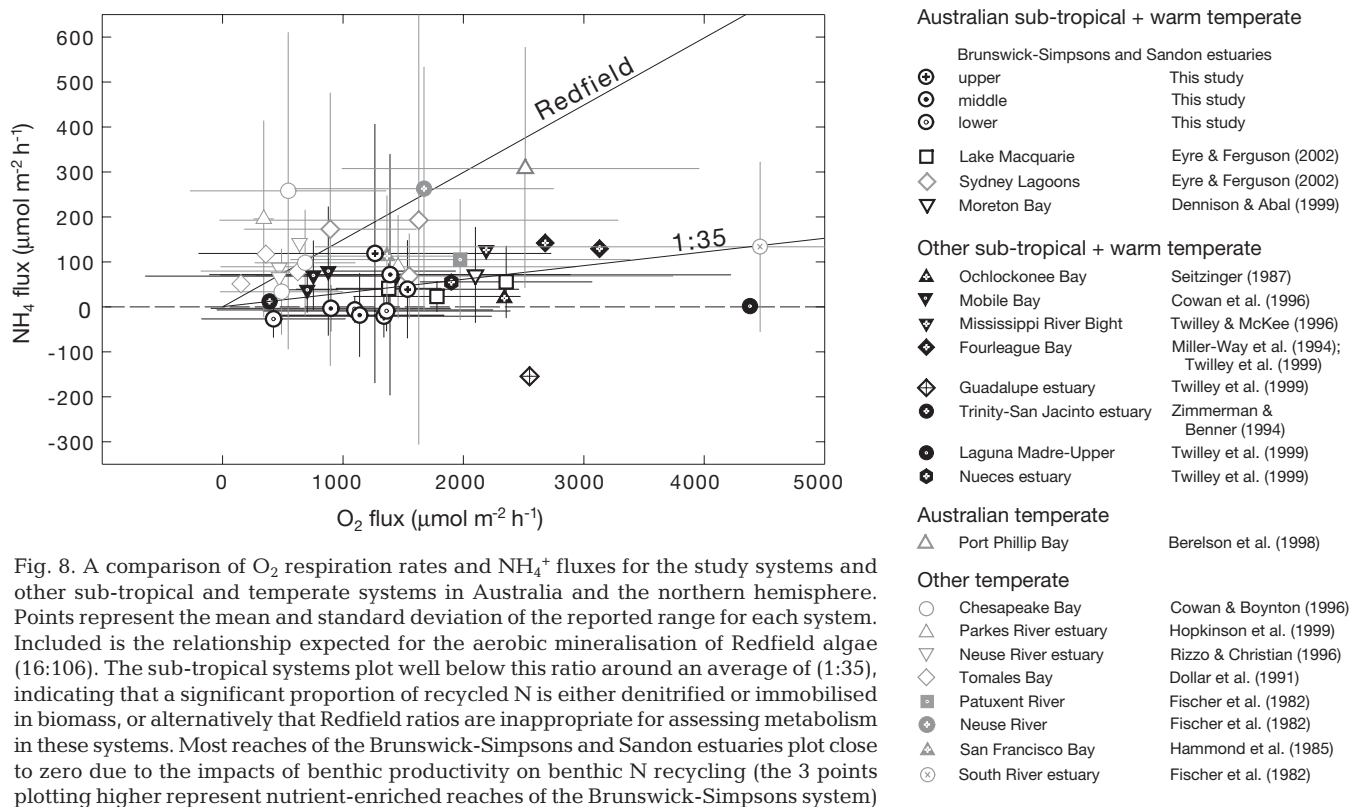 600
500
400
300
200
100
0
-100
-200
-300
NH4 flux (μmol m-2 h-1)
Redfield
1:35
0 1000 2000 3000 4000 5000
O2 flux (μmol m-2 h-1)
Australian sub-tropical + warm temperate
Brunswick-Simpsons and Sandon estuaries
upper This study
middle This study
lower This study
Lake Macquarie Eyre & Ferguson (2002)
Sydney Lagoons Eyre & Ferguson (2002)
Moreton Bay Dennison & Abal (1999)
Other sub-tropical + warm temperate
Ochlockonee Bay Seitzinger (1987)
Mobile Bay Cowan et al. (1996)
Mississippi River Bight Twilley & McKee (1996)
Fourleague Bay Miller-Way et al. (1994);
Twilley et al. (1999)
Guadalupe estuary Twilley et al. (1999)
Trinity-San Jacinto estuary Zimmerman &
Benner (1994)
Laguna Madre-Upper Twilley et al. (1999)
Nueces estuary Twilley et al. (1999)
Australian temperate
Port Phillip Bay Berelson et al. (1998)
Other temperate
Chesapeake Bay Cowan & Boynton (1996)
Parkes River estuary Hopkinson et al. (1999)
Neuse River estuary Rizzo & Christian (1996)
Tomales Bay Dollar et al. (1991)
Patuxent River Fischer et al. (1982)
Neuse River Fischer et al. (1982)
San Francisco Bay Hammond et al. (1985)
South River estuary Fischer et al. (1982)
Fig. 8. A comparison of O2 respiration rates and NH4+ fluxes for the study systems and
other sub-tropical and temperate systems in Australia and the northern hemisphere.
Points represent the mean and standard deviation of the reported range for each system.
Included is the relationship expected for the aerobic mineralisation of Redfield algae
(16:106). The sub-tropical systems plot well below this ratio around an average of (1:35),
indicating that a significant proportion of recycled N is either denitrified or immobilised
in biomass, or alternatively that Redfield ratios are inappropriate for assessing metabolism
in these systems. Most reaches of the Brunswick-Simpsons and Sandon estuaries plot close
to zero due to the impacts of benthic productivity on benthic N recycling (the 3 points
plotting higher represent nutrient-enriched reaches of the Brunswick-Simpsons system)